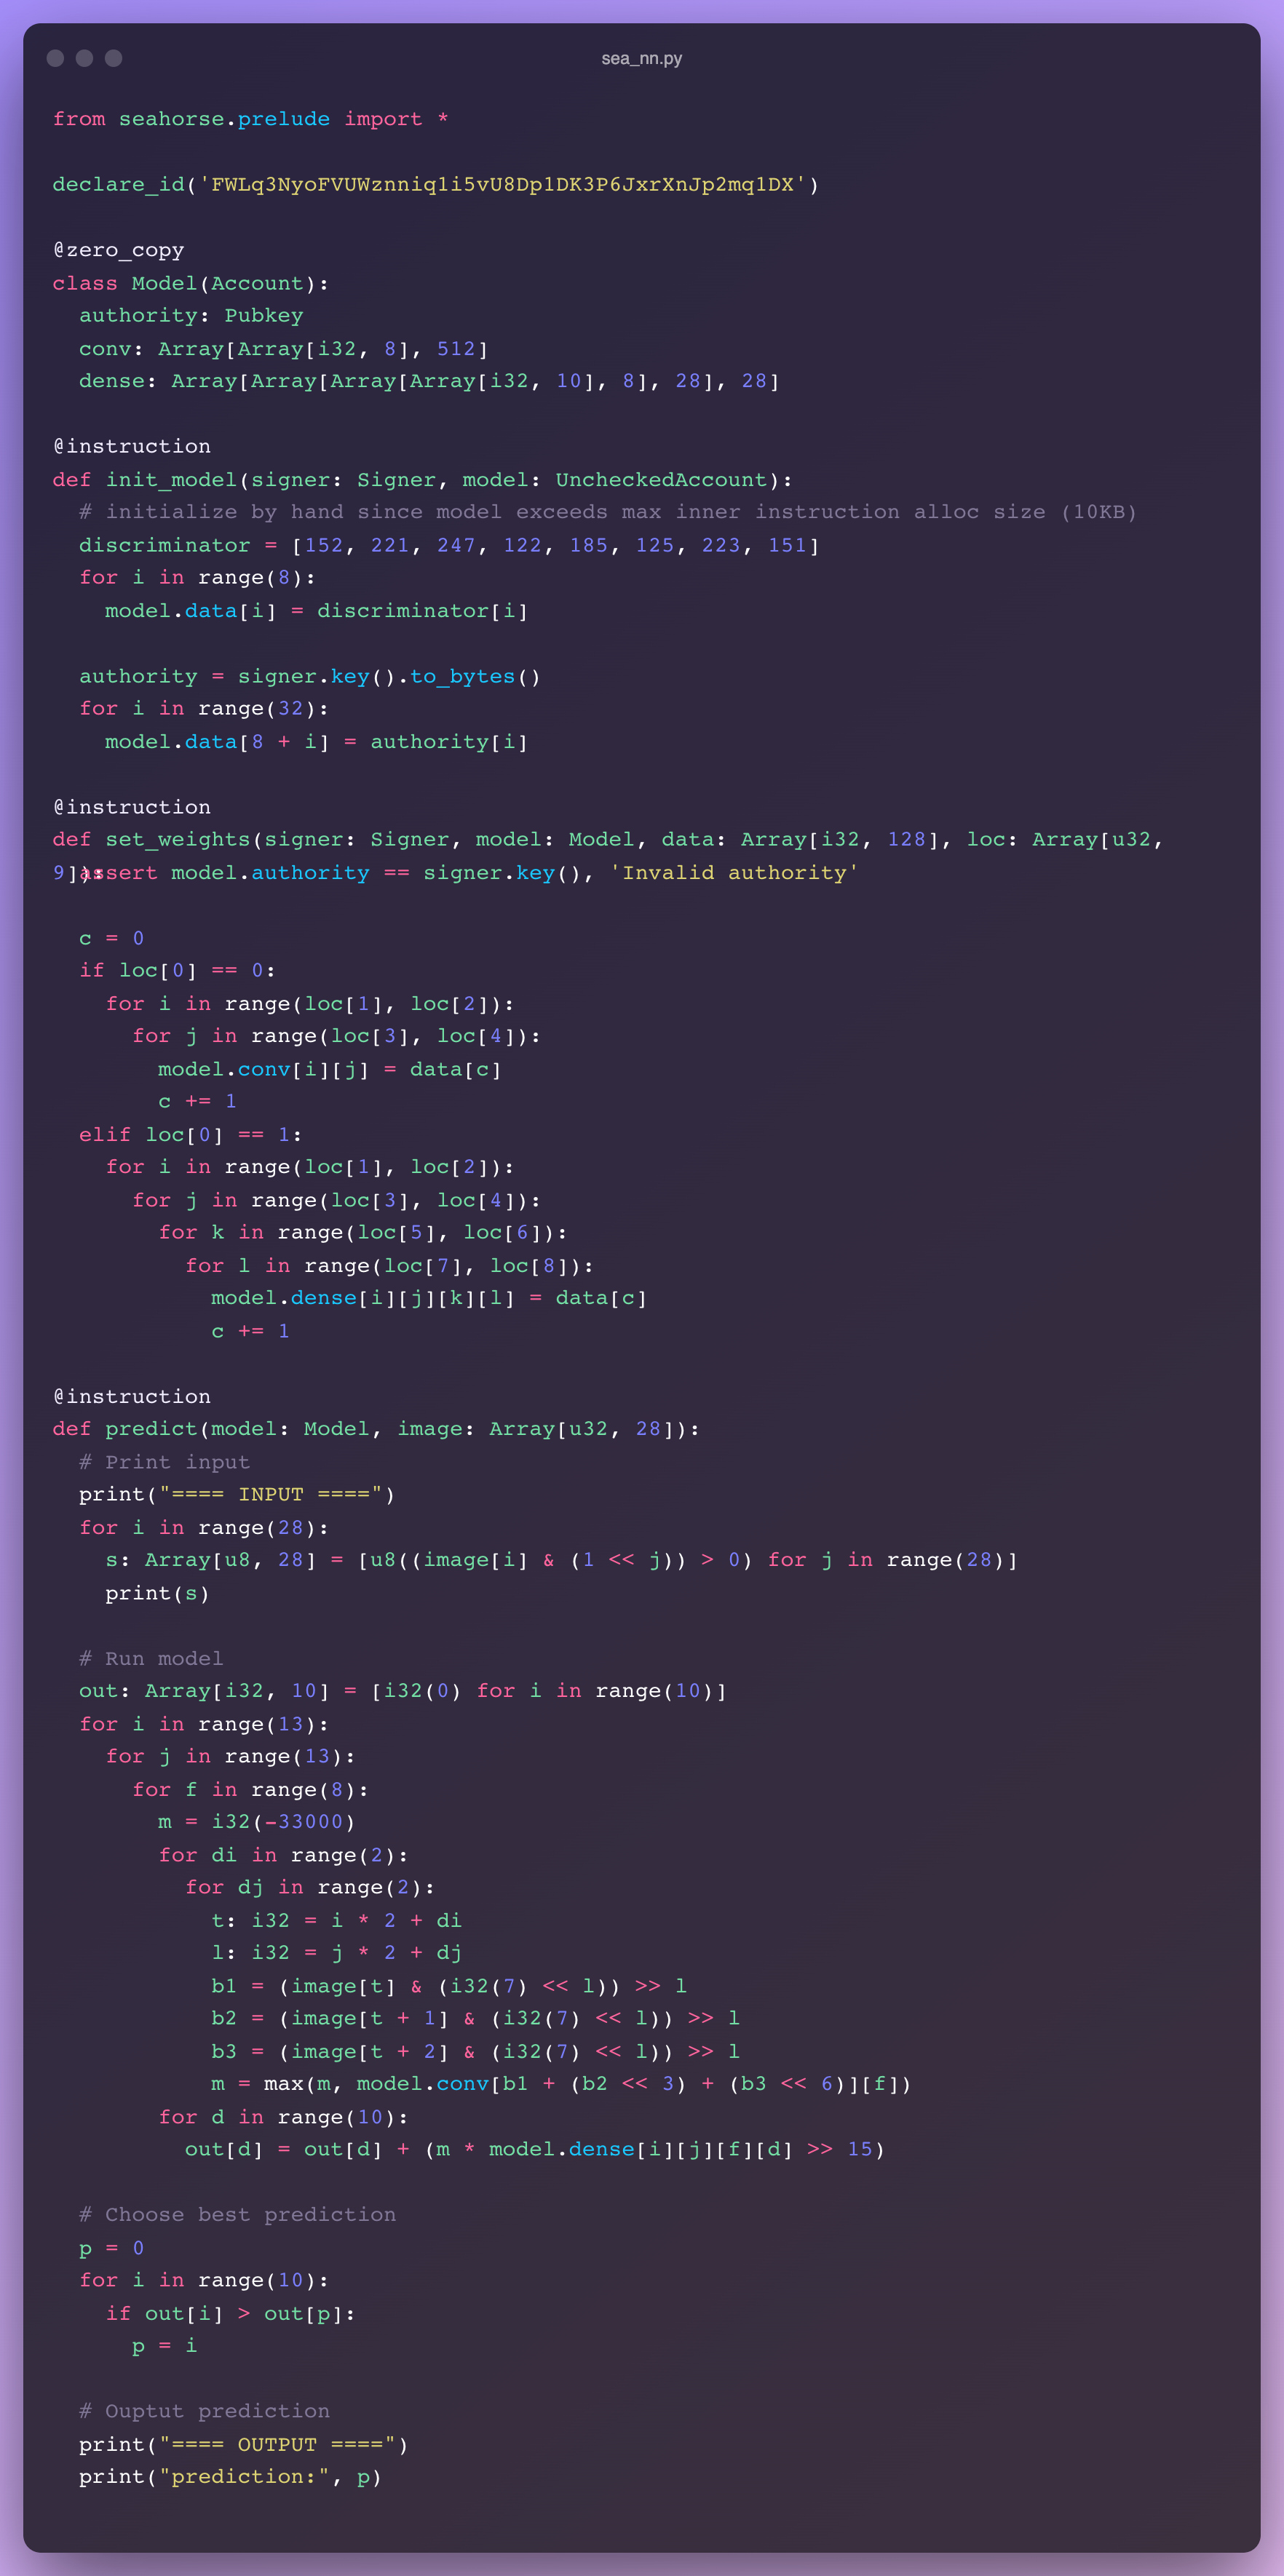 sea_nn.py
from seahorse.prelude import *
declare_id('FWLq3NyoFVUWznniq1i5vU8Dp1DK3P6JxrXnJp2mq1DX')
@zero_copy
class Model(Account):
  authority: Pubkey
  conv: Array[Array[i32, 8], 512]
  dense: Array[Array[Array[Array[i32, 10], 8], 28], 28]
@instruction
def init_model(signer: Signer, model: UncheckedAccount):
  # initialize by hand since model exceeds max inner instruction alloc size (10KB)
  discriminator = [152, 221, 247, 122, 185, 125, 223, 151]
  for i in range(8):
    model.data[i] = discriminator[i]
  authority = signer.key().to_bytes()
  for i in range(32):
    model.data[8 + i] = authority[i]
@instruction
def set_weights(signer: Signer, model: Model, data: Array[i32, 128], loc: Array[u32,
9]):
  assert model.authority == signer.key(), 'Invalid authority'
  c = 0
  if loc[0] == 0:
    for i in range(loc[1], loc[2]):
      for j in range(loc[3], loc[4]):
        model.conv[i][j] = data[c]
        c += 1
  elif loc[0] == 1:
    for i in range(loc[1], loc[2]):
      for j in range(loc[3], loc[4]):
        for k in range(loc[5], loc[6]):
          for l in range(loc[7], loc[8]):
            model.dense[i][j][k][l] = data[c]
            c += 1
@instruction
def predict(model: Model, image: Array[u32, 28]):
  # Print input
  print("==== INPUT ====")
  for i in range(28):
    s: Array[u8, 28] = [u8((image[i] & (1 << j)) > 0) for j in range(28)]
    print(s)
  # Run model
  out: Array[i32, 10] = [i32(0) for i in range(10)]
  for i in range(13):
    for j in range(13):
      for f in range(8):
        m = i32(-33000)
        for di in range(2):
          for dj in range(2):
            t: i32 = i * 2 + di
            l: i32 = j * 2 + dj
            b1 = (image[t] & (i32(7) << l)) >> l
            b2 = (image[t + 1] & (i32(7) << l)) >> l
            b3 = (image[t + 2] & (i32(7) << l)) >> l
            m = max(m, model.conv[b1 + (b2 << 3) + (b3 << 6)][f])
        for d in range(10):
          out[d] = out[d] + (m * model.dense[i][j][f][d] >> 15)
  # Choose best prediction
  p = 0
  for i in range(10):
    if out[i] > out[p]:
      p = i
  # Ouptut prediction
  print("==== OUTPUT ====")
  print("prediction:", p)